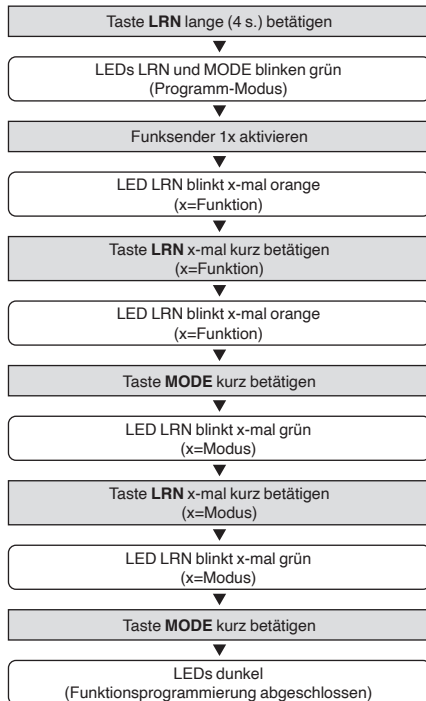 Taste LRN lange (4 s.) betätigen
LEDs LRN und MODE blinken grün
(Programm-Modus)
Funksender 1x aktivieren
LED LRN blinkt x-mal orange
(x=Funktion)
Taste LRN x-mal kurz betätigen
(x=Funktion)
LED LRN blinkt x-mal orange
(x=Funktion)
Taste MODE kurz betätigen
LED LRN blinkt x-mal grün
(x=Modus)
Taste LRN x-mal kurz betätigen
(x=Modus)
LED LRN blinkt x-mal grün
(x=Modus)
Taste MODE kurz betätigen
LEDs dunkel
(Funktionsprogrammierung abgeschlossen)